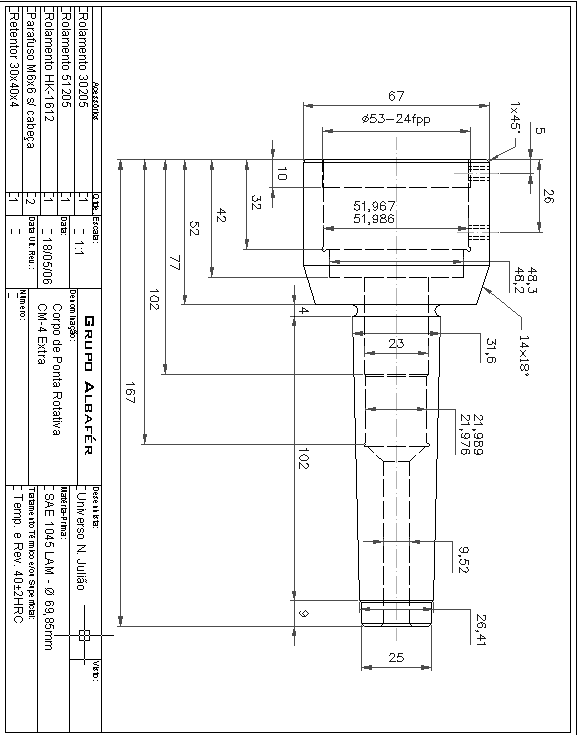 67
Ø53-24fpp
1x45°
5
26
10
32
42
52
77
102
167
51,967
51,986
48,3
48,2
14x18°
4
31,6
23
21,989
21,976
102
9,52
9
26,41
25
Acessórios
Qtde.
Rolamento 30205
1
Rolamento 51205
1
Rolamento HK-1612
1
Parafuso M6x6 s/ cabeça
2
Retentor 30x40x4
1
Escala:
1:1
Data:
18/05/06
Data Ult. Rev.:
-
GRUPO ALBAFÉR
Denominação:
Corpo de Ponta Rotativa
CM-4 Extra
Número:
-
Desenhista:
Universo N. Julião
Visto:
Matéria-Prima:
SAE 1045 LAM - Ø 69,85mm
Tratamento Térmico e/ou Superficial:
Temp. e Rev. 40±2HRC